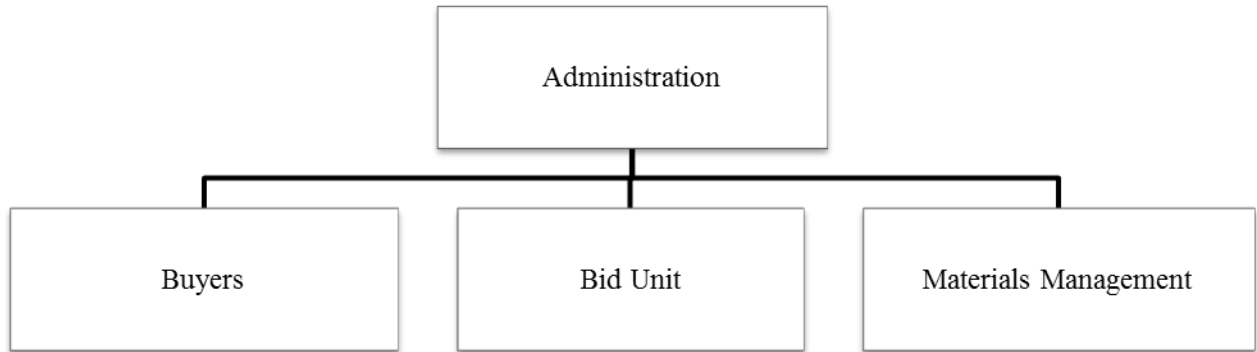 Administration
Buyers
Bid Unit
Materials Management